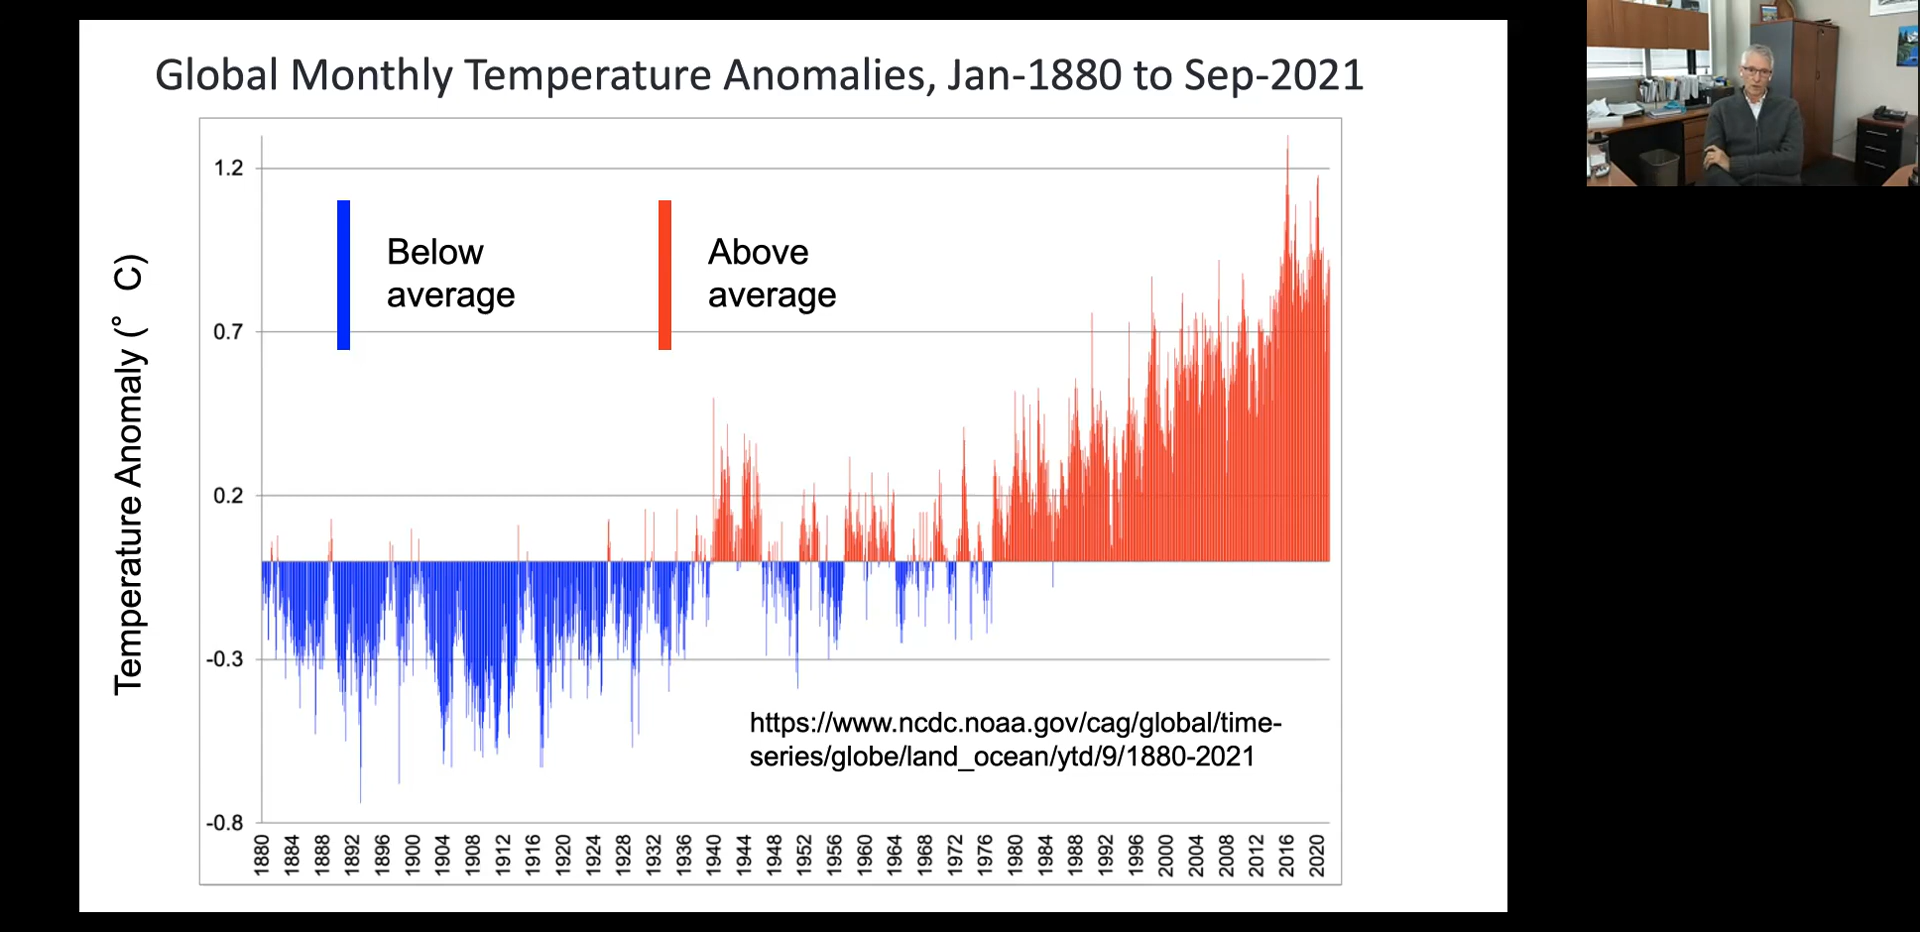 Global Monthly Temperature Anomalies, Jan-1880 to Sep-2021
Temperature Anomaly (° C)
1.2
0.7
0.2
-0.3
-0.8
Below
average
Above
average
https://www.ncdc.noaa.gov/cag/global/time-
series/globe/land_ocean/ytd/9/1880-2021
1880 1884 1888 1892 1896 1900 1904 1908 1912 1916 1920 1924 1928 1932 1936 1940 1944 1948 1952 1956 1960 1964 1968 1972 1976 1980 1984 1988 1992 1996 2000 2004 2008 2012 2016 2020